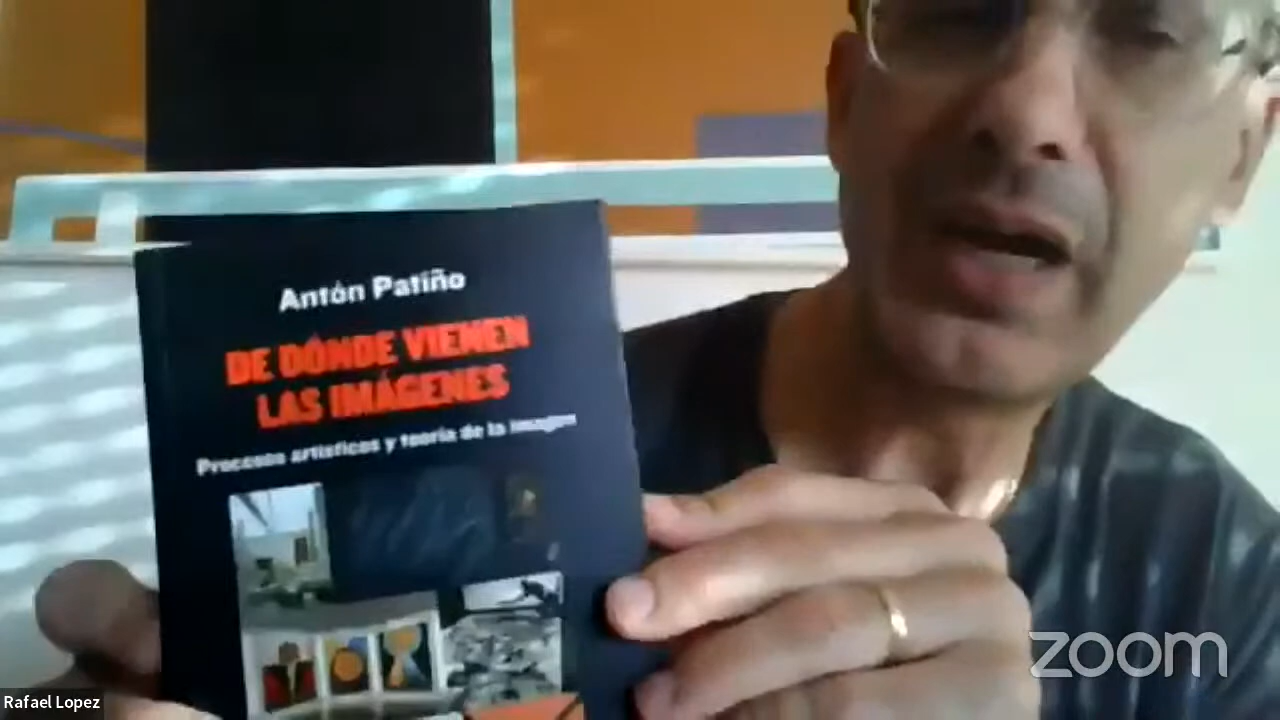 Antón Patiño
DE DÓNDE VIENEN
LAS IMÁGENES
Procesos artísticos y teoría de la imagen
zoom
Rafael Lopez